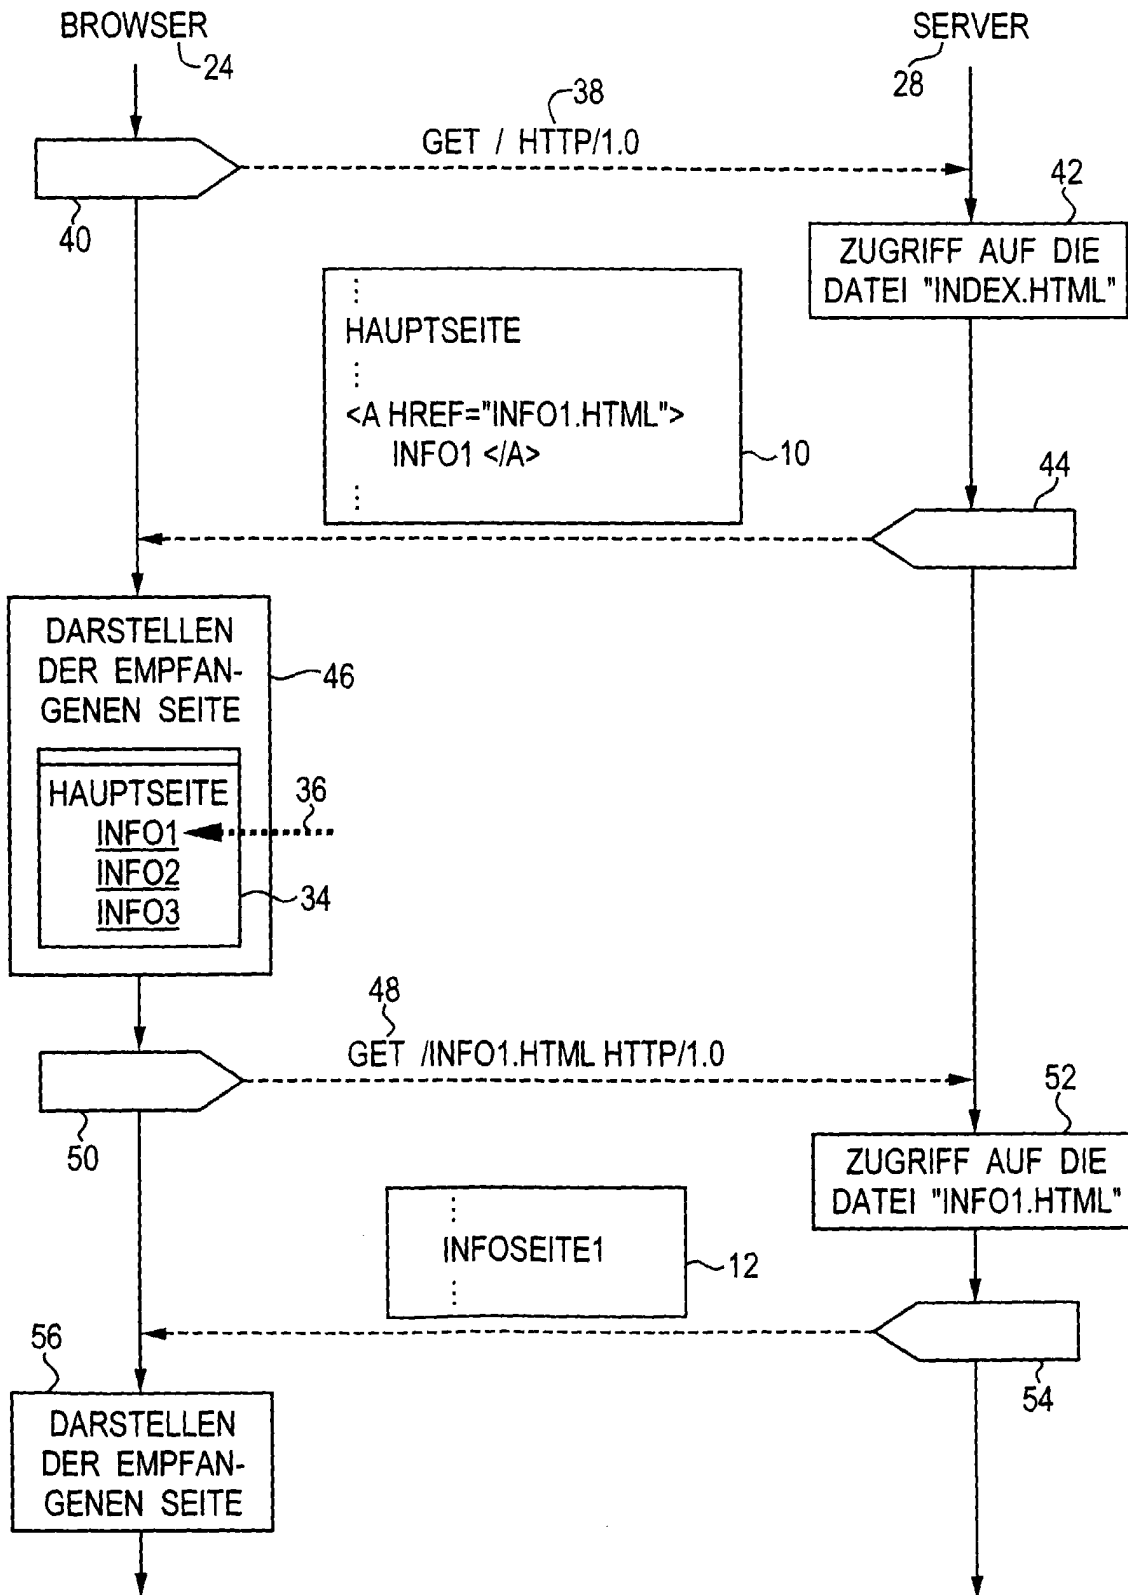 BROWSER
24
SERVER
28
38
GET / HTTP/1.0
40
42
ZUGRIFF AUF DIE
DATEI "INDEX.HTML"
⋮
HAUPTSEITE
⋮
<A HREF="INFO1.HTML">
INFO1 </A>
⋮
10
44
DARSTELLEN
DER EMPFAN-
GENEN SEITE
46
HAUPTSEITE
INFO1
INFO2
INFO3
36
34
48
GET /INFO1.HTML HTTP/1.0
50
52
ZUGRIFF AUF DIE
DATEI "INFO1.HTML"
⋮
INFOSEITE1
⋮
12
54
56
DARSTELLEN
DER EMPFAN-
GENEN SEITE